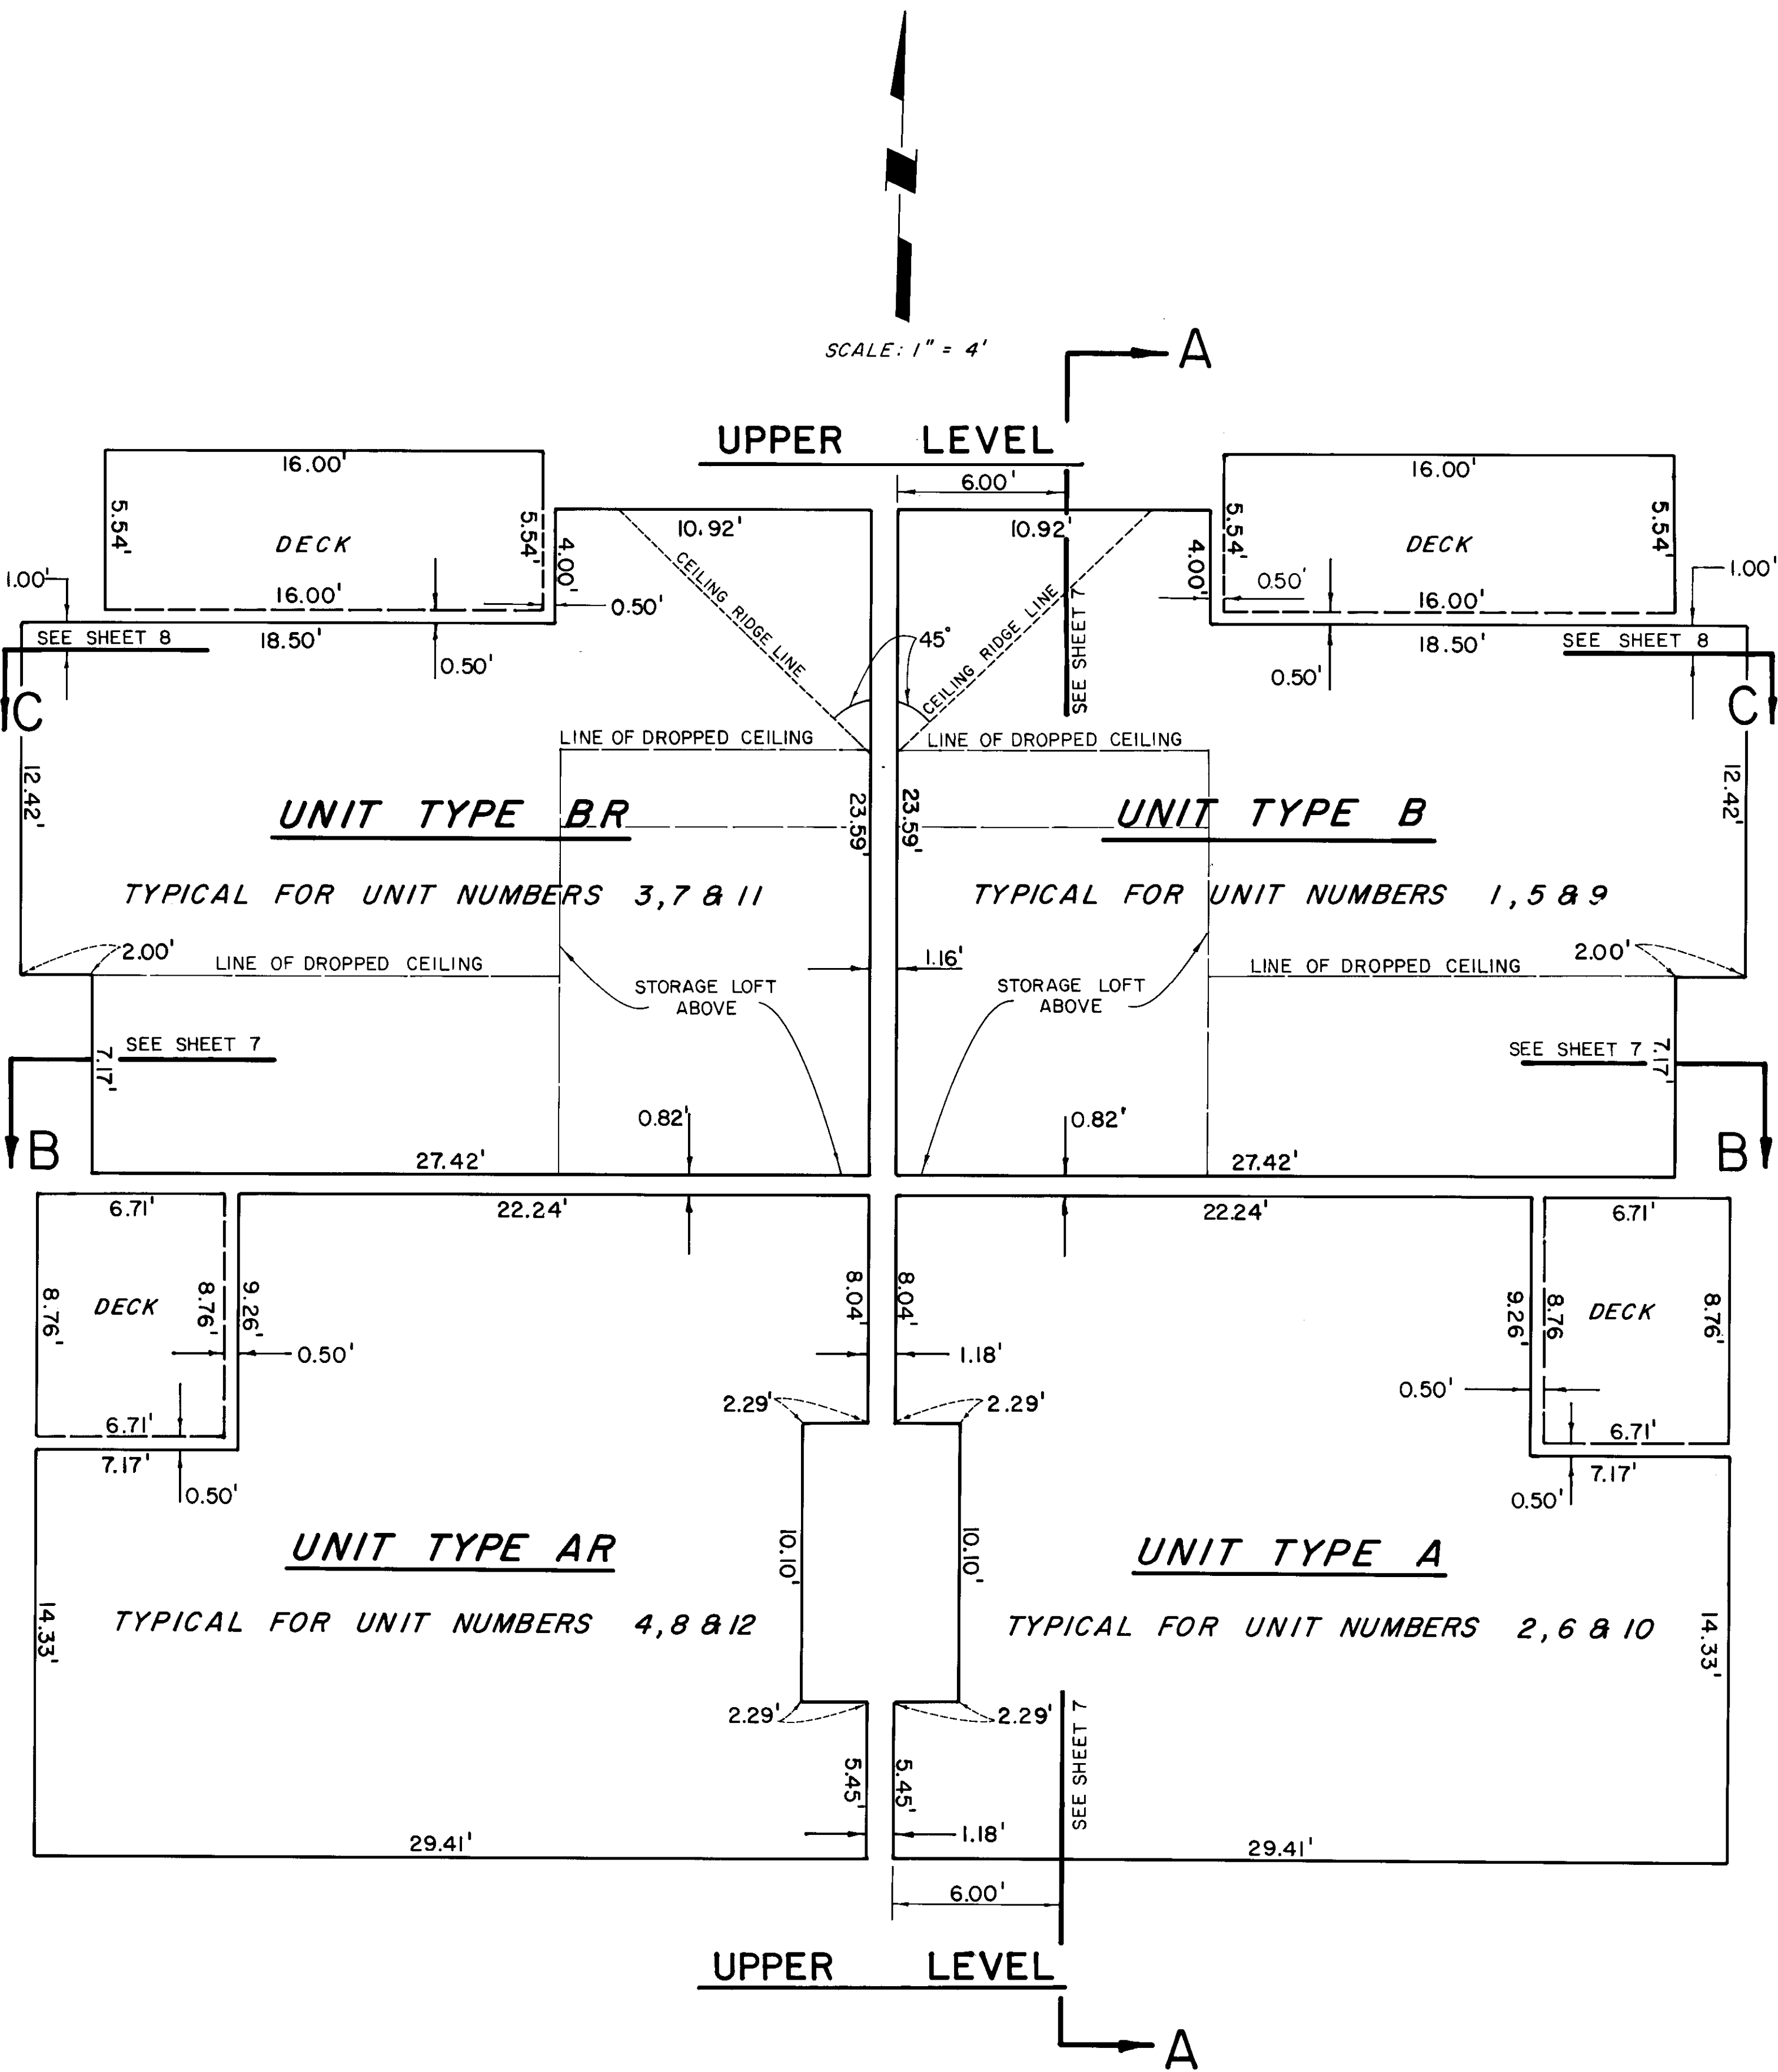 SCALE: 1" = 4'
A
UPPER LEVEL
6.00'
16.00'
16.00'
10.92'
10.92'
5.54'
5.54'
5.54'
5.54'
DECK
DECK
4.00'
4.00'
1.00'
16.00'
0.50'
0.50'
16.00'
1.00'
SEE SHEET 8
18.50'
0.50'
CEILING RIDGE LINE
45°
CEILING RIDGE LINE
SEE SHEET 7
0.50'
18.50'
SEE SHEET 8
C
C
LINE OF DROPPED CEILING
LINE OF DROPPED CEILING
12.42'
12.42'
UNIT TYPE BR
23.59'
23.59'
UNIT TYPE B
TYPICAL FOR UNIT NUMBERS 3,7 & 11
TYPICAL FOR UNIT NUMBERS 1,5 & 9
2.00'
LINE OF DROPPED CEILING
1.16'
LINE OF DROPPED CEILING
2.00'
STORAGE LOFT
ABOVE
STORAGE LOFT
ABOVE
SEE SHEET 7
SEE SHEET 7
7.17'
7.17'
B
B
0.82'
0.82'
27.42'
27.42'
6.71'
22.24'
22.24'
6.71'
8.76'
DECK
8.76'
9.26'
8.04'
8.04'
9.26'
8.76
DECK
8.76'
0.50'
1.18'
0.50'
2.29'
2.29'
6.71'
6.71'
7.17'
7.17'
0.50'
0.50'
UNIT TYPE AR
10.10'
10.10'
UNIT TYPE A
14.33'
TYPICAL FOR UNIT NUMBERS 4,8 & 12
TYPICAL FOR UNIT NUMBERS 2,6 & 10
14.33'
2.29'
2.29'
SEE SHEET 7
5.45'
5.45'
29.41'
1.18'
29.41'
6.00'
UPPER LEVEL
A